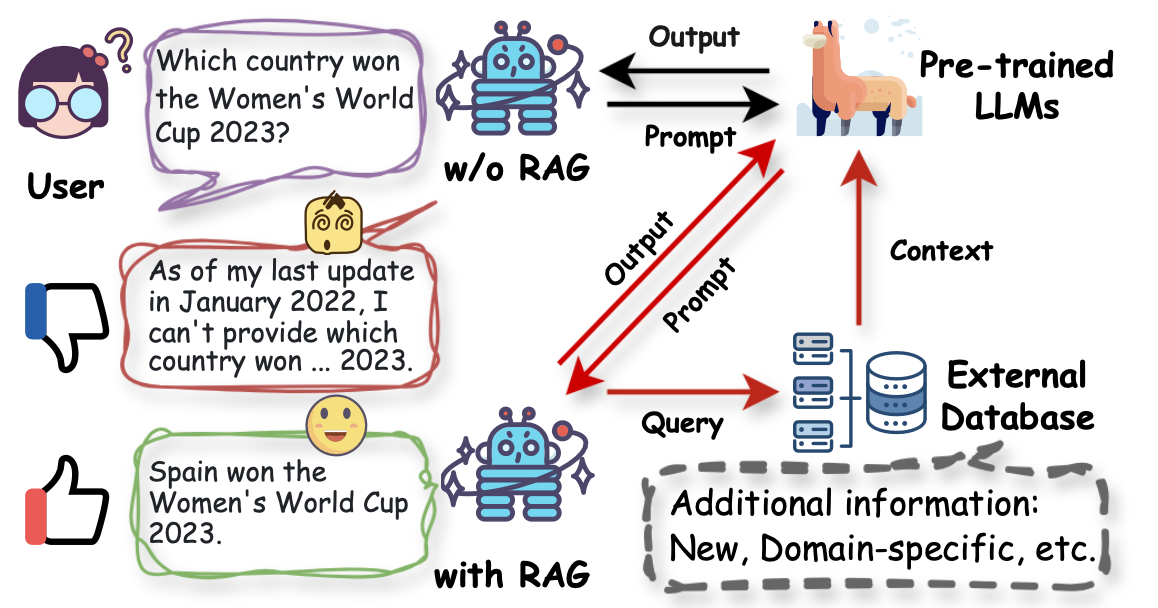 Which country won
the Women's World
Cup 2023?
User
w/o RAG
Output
Prompt
Pre-trained
LLMs
As of my last update
in January 2022, I
can't provide which
country won ... 2023.
Output
Prompt
Context
Spain won the
Women's World Cup
2023.
with RAG
Query
External
Database
Additional information:
New, Domain-specific, etc.